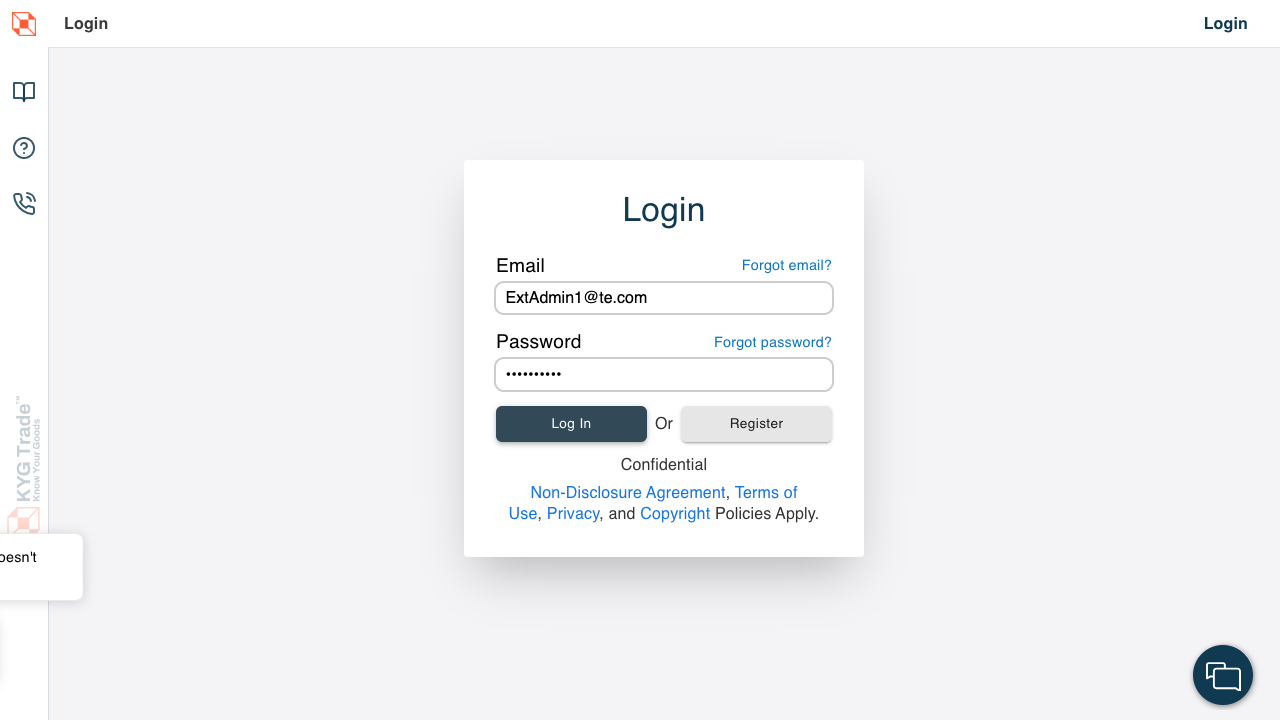 Login
Login
Login
Email
Forgot email?
ExtAdmin1@te.com
Password
Forgot password?
••••••••••
Log In
Or
Register
Confidential
Non-Disclosure Agreement, Terms of
Use, Privacy, and Copyright Policies Apply.
KYG Trade™
Know Your Goods